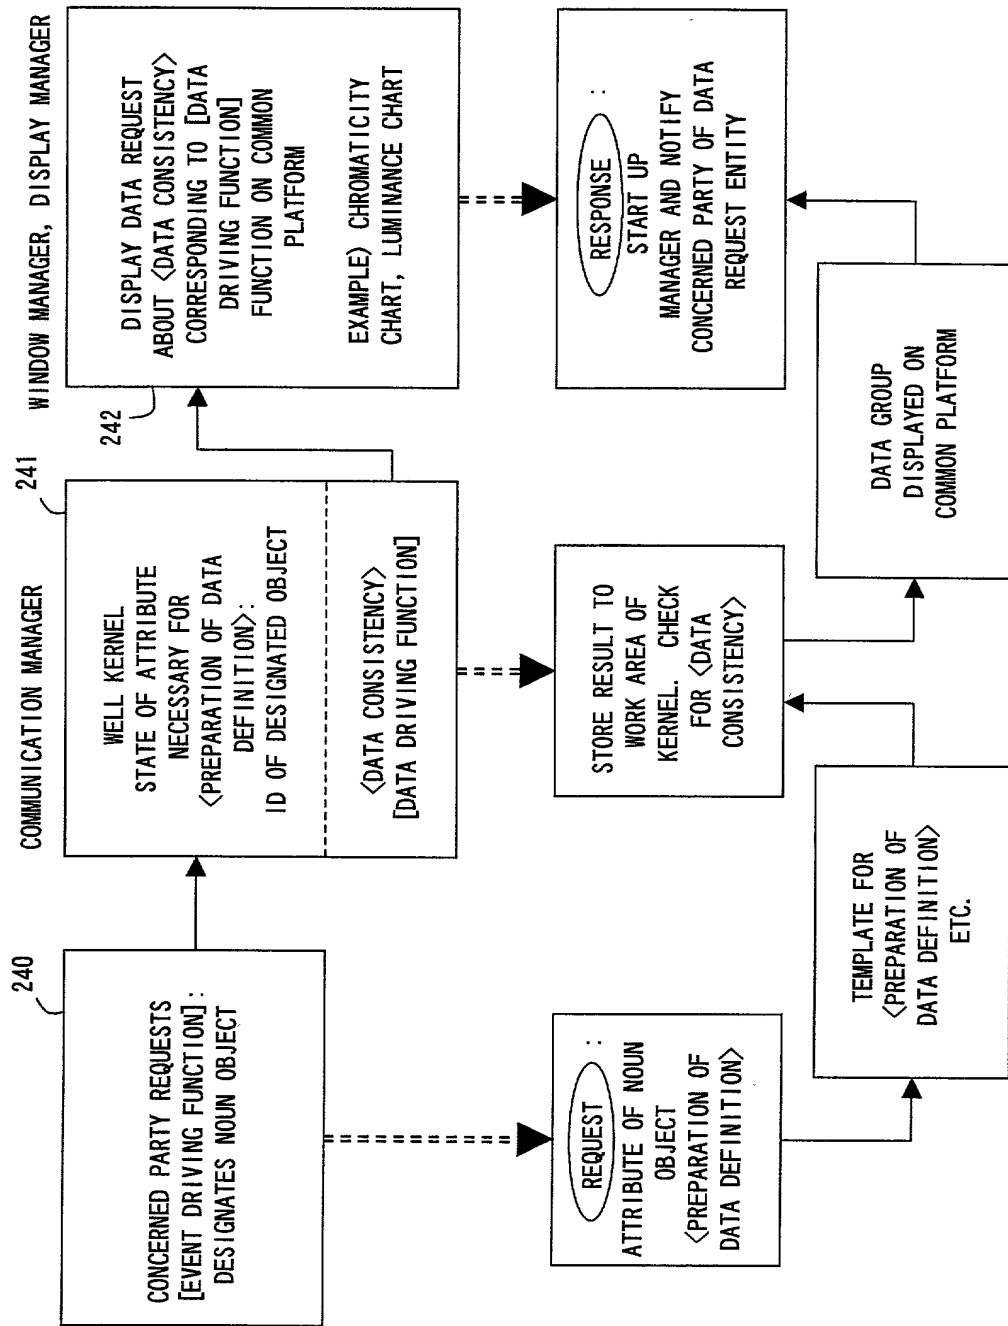 COMMUNICATION MANAGER
WINDOW MANAGER, DISPLAY MANAGER
240
CONCERNED PARTY REQUESTS
[EVENT DRIVING FUNCTION]:
DESIGNATES NOUN OBJECT
241
WELL KERNEL
STATE OF ATTRIBUTE
NECESSARY FOR
<PREPARATION OF DATA
DEFINITION>:
ID OF DESIGNATED OBJECT
<DATA CONSISTENCY>
[DATA DRIVING FUNCTION]
242
DISPLAY DATA REQUEST
ABOUT <DATA CONSISTENCY>
CORRESPONDING TO [DATA
DRIVING FUNCTION]
FUNCTION ON COMMON
PLATFORM
EXAMPLE) CHROMATICITY
CHART, LUMINANCE CHART
REQUEST :
ATTRIBUTE OF NOUN
OBJECT
<PREPARATION OF
DATA DEFINITION>
STORE RESULT TO
WORK AREA OF
KERNEL. CHECK
FOR <DATA
CONSISTENCY>
RESPONSE :
START UP
MANAGER AND NOTIFY
CONCERNED PARTY OF DATA
REQUEST ENTITY
TEMPLATE FOR
<PREPARATION OF
DATA DEFINITION>
ETC.
DATA GROUP
DISPLAYED ON
COMMON PLATFORM